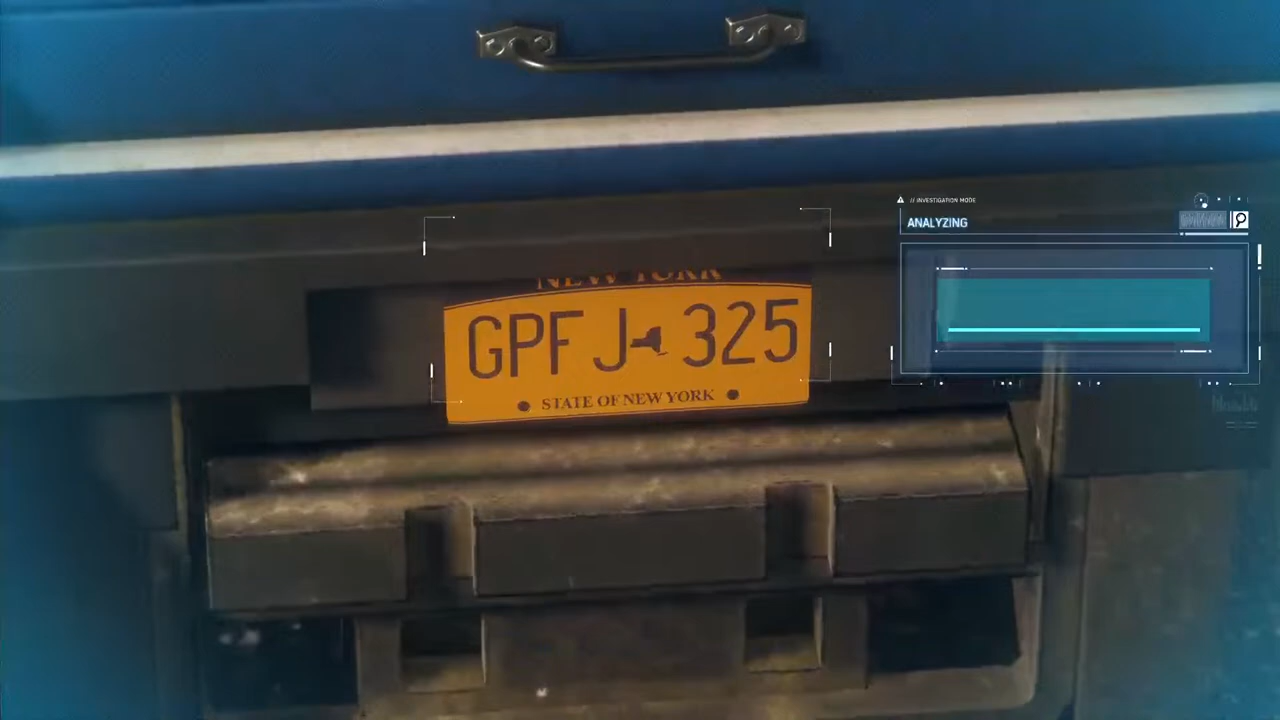 // INVESTIGATION MODE
ANALYZING
NEW YORK
GPF J 325
STATE OF NEW YORK